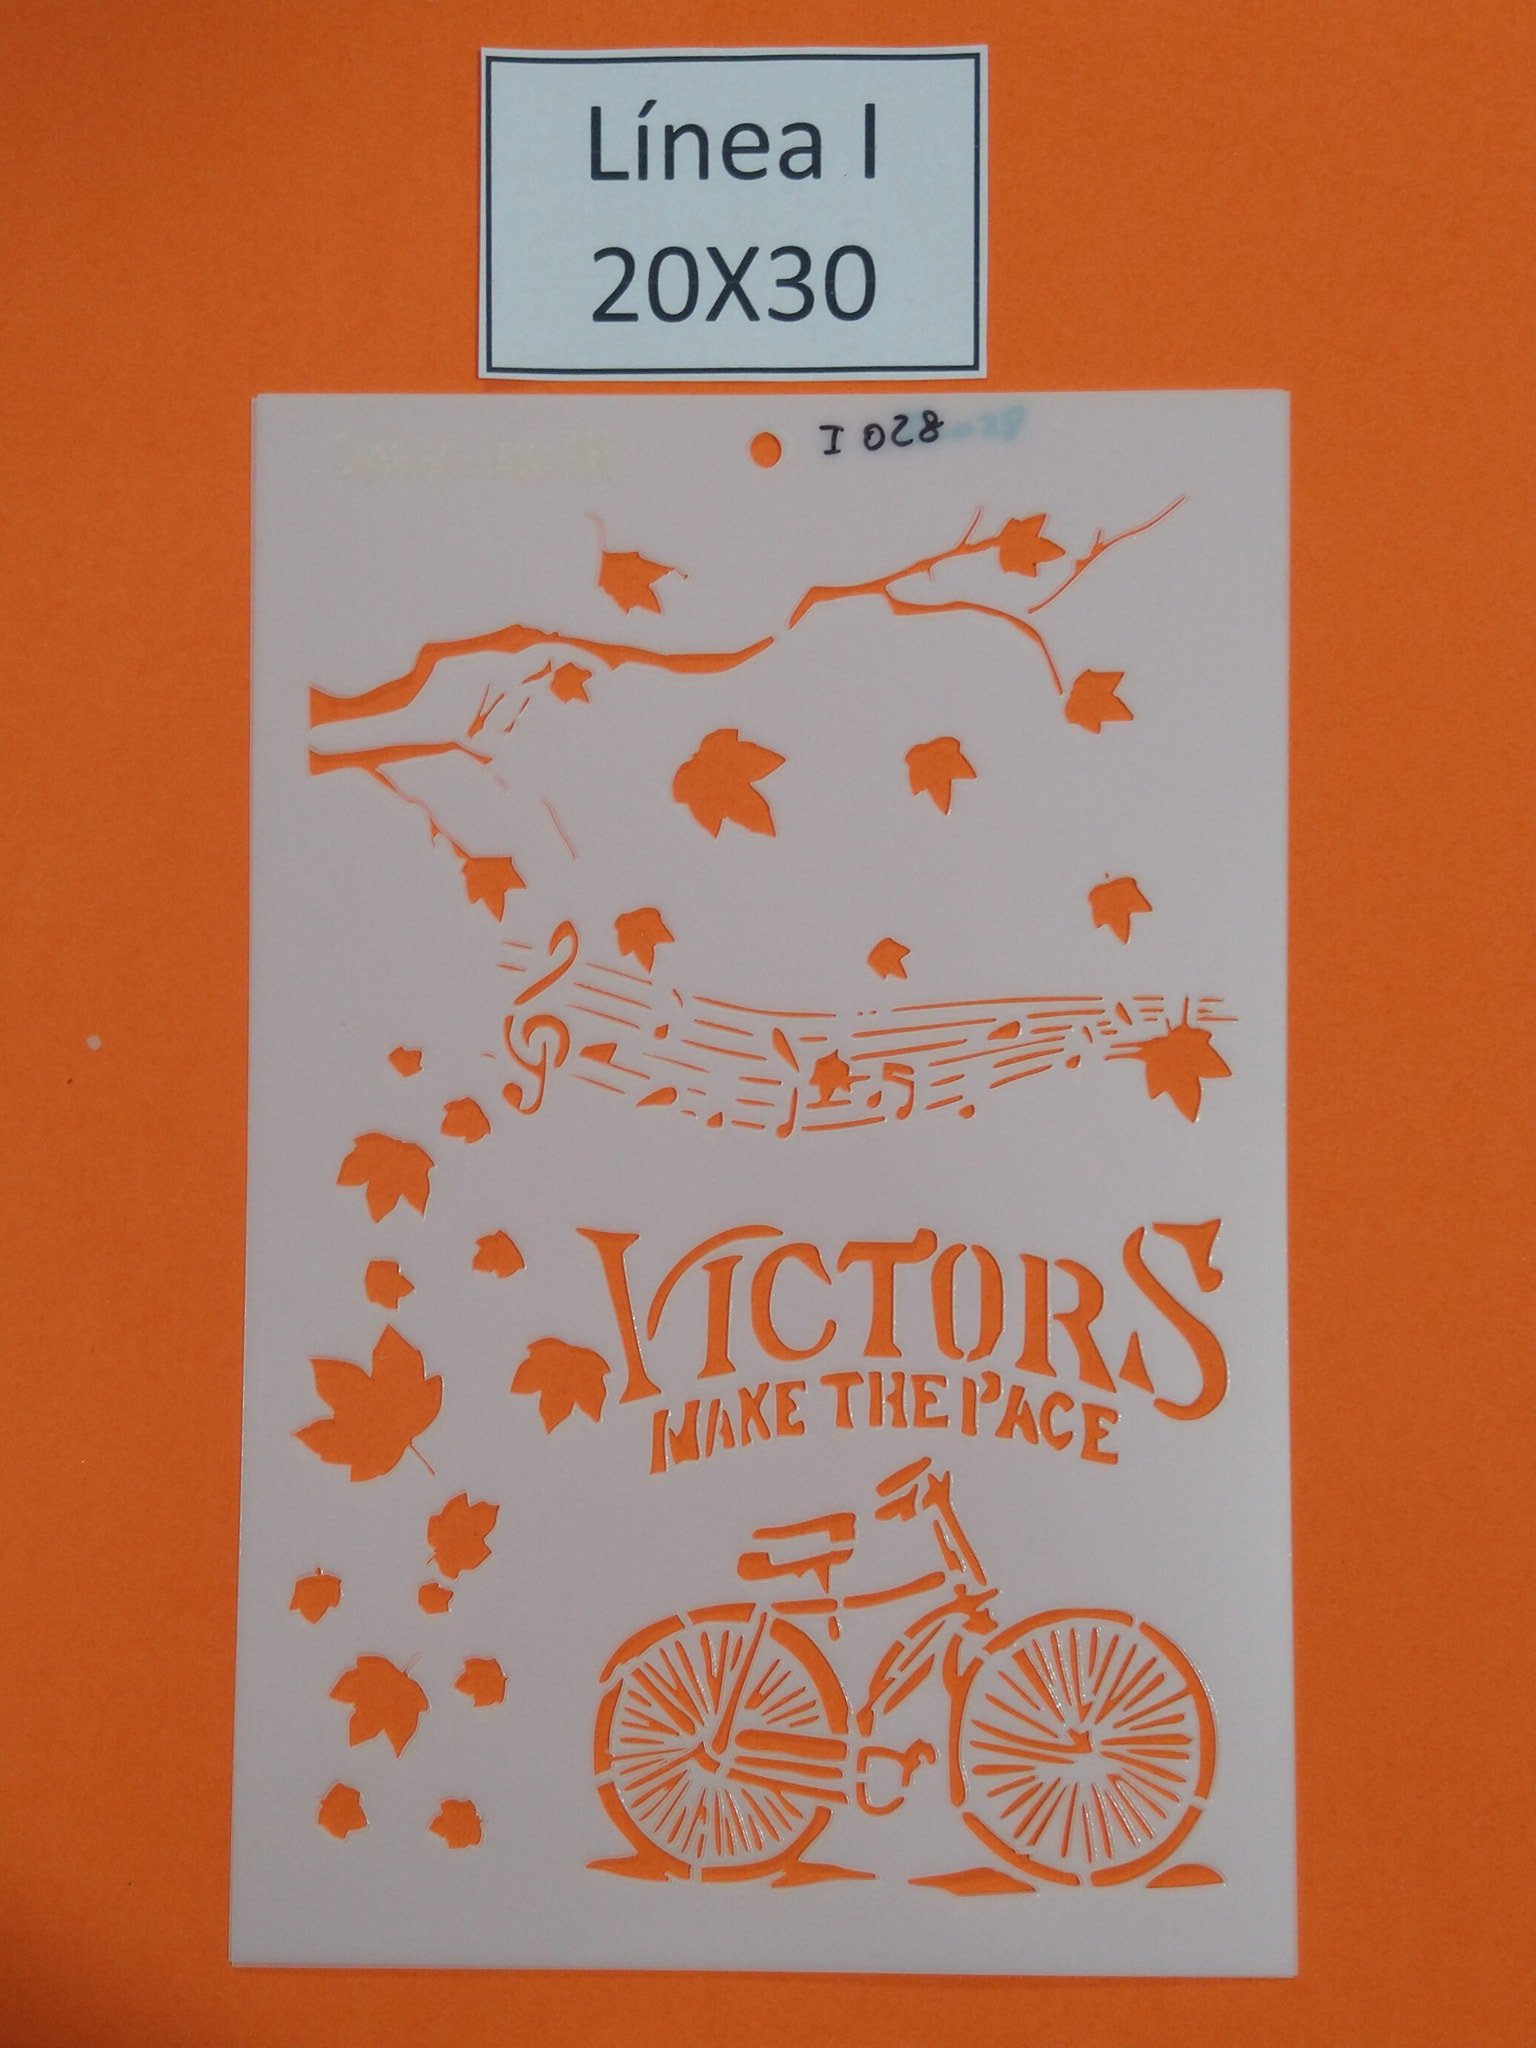 Línea I
20X30
I 028
VICTORS
MAKE THE PACE